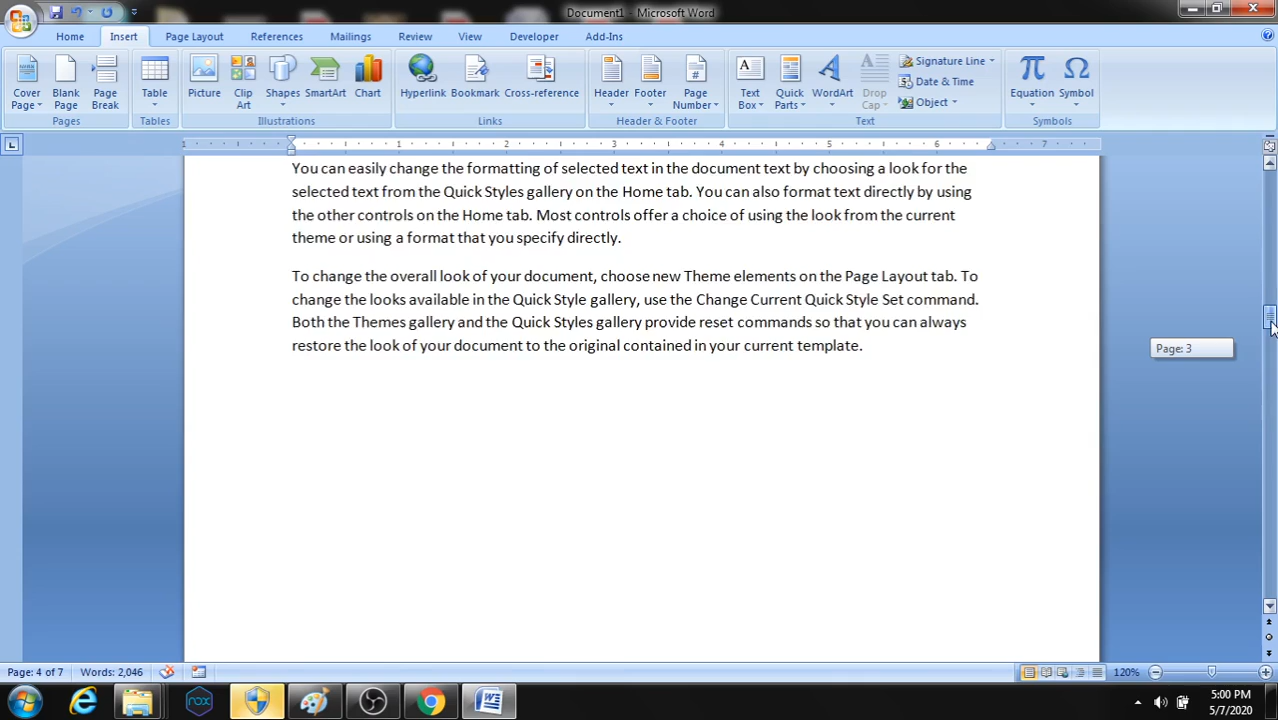 Document1 - Microsoft Word
Home Insert Page Layout References Mailings Review View Developer Add-Ins
Cover Page Blank Page Page Break Table Picture Clip Art Shapes SmartArt Chart Hyperlink Bookmark Cross-reference Header Footer Page Number Text Box Quick Parts WordArt Drop Cap Signature Line Date & Time Object Equation Symbol
Pages Tables Illustrations Links Header & Footer Text Symbols
1 1 2 3 4 5 6 7
You can easily change the formatting of selected text in the document text by choosing a look for the
selected text from the Quick Styles gallery on the Home tab. You can also format text directly by using
the other controls on the Home tab. Most controls offer a choice of using the look from the current
theme or using a format that you specify directly.
To change the overall look of your document, choose new Theme elements on the Page Layout tab. To
change the looks available in the Quick Style gallery, use the Change Current Quick Style Set command.
Both the Themes gallery and the Quick Styles gallery provide reset commands so that you can always
restore the look of your document to the original contained in your current template.
Page: 3
Page: 4 of 7 Words: 2,046 120%
nox
5:00 PM
5/7/2020